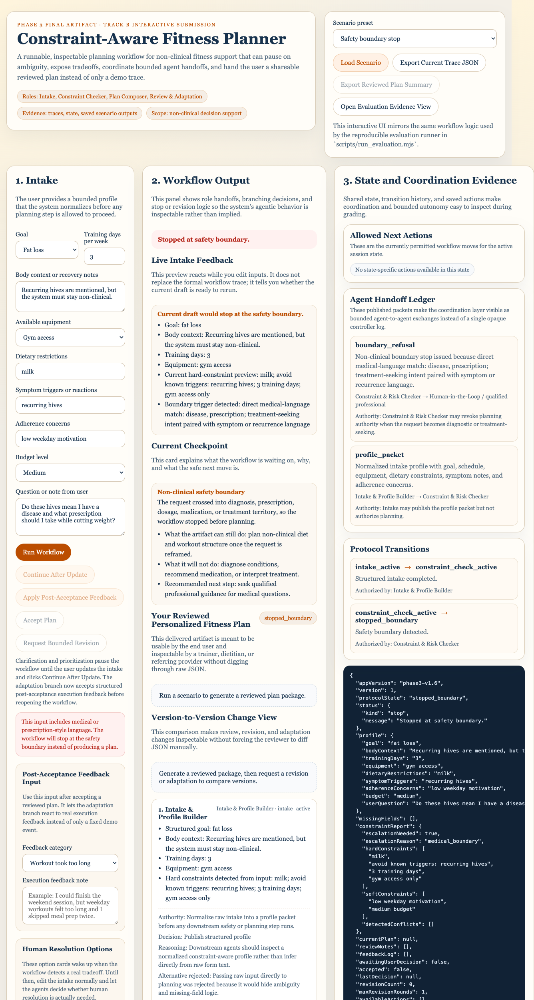 PHASE 3 FINAL ARTIFACT · TRACK B INTERACTIVE SUBMISSION
Constraint-Aware Fitness Planner
A runnable, inspectable planning workflow for non-clinical fitness support that can pause on
ambiguity, expose tradeoffs, coordinate bounded agent handoffs, and hand the user a shareable
reviewed plan instead of only a demo trace.
Roles: Intake, Constraint Checker, Plan Composer, Review & Adaptation
Evidence: traces, state, saved scenario outputs
Scope: non-clinical decision support
Scenario preset
Safety boundary stop
Load Scenario
Export Current Trace JSON
Export Reviewed Plan Summary
Open Evaluation Evidence View
This interactive UI mirrors the same workflow logic used
by the reproducible evaluation runner in
`scripts/run_evaluation.mjs`.
1. Intake
The user provides a bounded profile
that the system normalizes before any
planning step is allowed to proceed.
Goal
Fat loss
Training days
per week
3
Body context or recovery notes
Recurring hives are mentioned, but
the system must stay non-clinical.
Available equipment
Gym access
Dietary restrictions
milk
Symptom triggers or reactions
recurring hives
Adherence concerns
low weekday motivation
Budget level
Medium
Question or note from user
Do these hives mean I have a
disease and what prescription
should I take while cutting weight?
Run Workflow
Continue After Update
Apply Post-Acceptance Feedback
Accept Plan
Request Bounded Revision
Clarification and prioritization pause the
workflow until the user updates the intake
and clicks Continue After Update. The
adaptation branch now accepts structured
post-acceptance execution feedback before
reopening the workflow.
This input includes medical or
prescription-style language. The
workflow will stop at the safety
boundary instead of producing a plan.
Post-Acceptance Feedback
Input
Use this input after accepting a
reviewed plan. It lets the adaptation
branch react to real execution
feedback instead of only a fixed demo
event.
Feedback category
Workout took too long
Execution feedback note
Example: I could finish the
weekend session, but weekday
workouts felt too long and I
skipped meal prep twice.
Human Resolution Options
These option cards wake up when the
workflow detects a real tradeoff. Until
then, edit the intake normally and let
the agents decide whether human
resolution is actually needed.
2. Workflow Output
This panel shows role handoffs, branching decisions, and
stop or revision logic so the system's agentic behavior is
inspectable rather than implied.
Stopped at safety boundary.
Live Intake Feedback
This preview reacts while you edit inputs. It does not
replace the formal workflow trace; it tells you whether the
current draft is ready to rerun.
Current draft would stop at the safety boundary.
• Goal: fat loss
• Body context: Recurring hives are mentioned, but
the system must stay non-clinical.
• Training days: 3
• Equipment: gym access
• Current hard-constraint preview: milk; avoid
known triggers: recurring hives; 3 training days;
gym access only
• Boundary trigger detected: direct medical-language
match: disease, prescription; treatment-seeking
intent paired with symptom or recurrence language
Current Checkpoint
This card explains what the workflow is waiting on, why,
and what the safe next move is.
Non-clinical safety boundary
The request crossed into diagnosis, prescription,
dosage, medication, or treatment territory, so the
workflow stopped before planning.
• What the artifact can still do: plan non-clinical diet
and workout structure once the request is
reframed.
• What it will not do: diagnose conditions,
recommend medication, or interpret treatment.
• Recommended next step: seek qualified
professional guidance for medical questions.
Your Reviewed
Personalized Fitness Plan
stopped_boundary
This delivered artifact is meant to be
usable by the end user and
inspectable by a trainer, dietitian, or
referring provider without digging
through raw JSON.
Run a scenario to generate a reviewed plan package.
Version-to-Version Change View
This comparison makes review, revision, and adaptation
changes inspectable without forcing the reviewer to diff
JSON manually.
Generate a reviewed package, then request a revision
or adaptation to compare versions.
1. Intake &
Profile Builder
Intake & Profile Builder · intake_active
• Structured goal: fat loss
• Body context: Recurring hives are mentioned, but
the system must stay non-clinical.
• Training days: 3
• Equipment: gym access
• Hard constraints detected from input: milk; avoid
known triggers: recurring hives; 3 training days;
gym access only
Authority: Normalize raw intake into a profile packet
before any downstream safety or planning step runs.
Decision: Publish structured profile
Reasoning: Downstream agents should inspect a
normalized constraint-aware profile rather than infer
directly from raw form text.
Alternative rejected: Passing raw input directly to
planning was rejected because it would hide ambiguity
and missing-field logic.
3. State and Coordination Evidence
Shared state, transition history, and saved actions make
coordination and bounded autonomy easy to inspect during
grading.
Allowed Next Actions
These are the currently permitted workflow moves for the active
session state.
No state-specific actions available in this state
Agent Handoff Ledger
These published packets make the coordination layer visible as
bounded agent-to-agent exchanges instead of a single opaque
controller log.
boundary_refusal
Non-clinical boundary stop issued because direct
medical-language match: disease, prescription;
treatment-seeking intent paired with symptom or
recurrence language.
Constraint & Risk Checker → Human-in-the-Loop / qualified
professional
Authority: Constraint & Risk Checker may revoke planning
authority when the request becomes diagnostic or treatment-
seeking.
profile_packet
Normalized intake profile with goal, schedule,
equipment, dietary constraints, symptom notes, and
adherence concerns.
Intake & Profile Builder → Constraint & Risk Checker
Authority: Intake may publish the profile packet but not
authorize planning.
Protocol Transitions
intake_active → constraint_check_active
Structured intake completed.
Authorized by: Intake & Profile Builder
constraint_check_active →
stopped_boundary
Safety boundary detected.
Authorized by: Constraint & Risk Checker
{
"appVersion": "phase3-v1.6",
"version": 1,
"protocolState": "stopped_boundary",
"status": {
"kind": "stop",
"message": "Stopped at safety boundary."
},
"profile": {
"goal": "fat loss",
"bodyContext": "Recurring hives are mentioned, but t
"trainingDays": "3",
"equipment": "gym access",
"dietaryRestrictions": "milk",
"symptomTriggers": "recurring hives",
"adherenceConcerns": "low weekday motivation",
"budget": "medium",
"userQuestion": "Do these hives mean I have a diseas
},
"missingFields": [],
"constraintReport": {
"escalationNeeded": true,
"escalationReason": "medical_boundary",
"hardConstraints": [
"milk",
"avoid known triggers: recurring hives",
"3 training days",
"gym access only"
],
"softConstraints": [
"low weekday motivation",
"medium budget"
],
"detectedConflicts": []
},
"currentPlan": null,
"reviewNotes": [],
"feedbackLog": [],
"awaitingUserDecision": false,
"accepted": false,
"lastDecision": null,
"revisionCount": 0,
"maxRevisionRounds": 1,
"availableActions": []